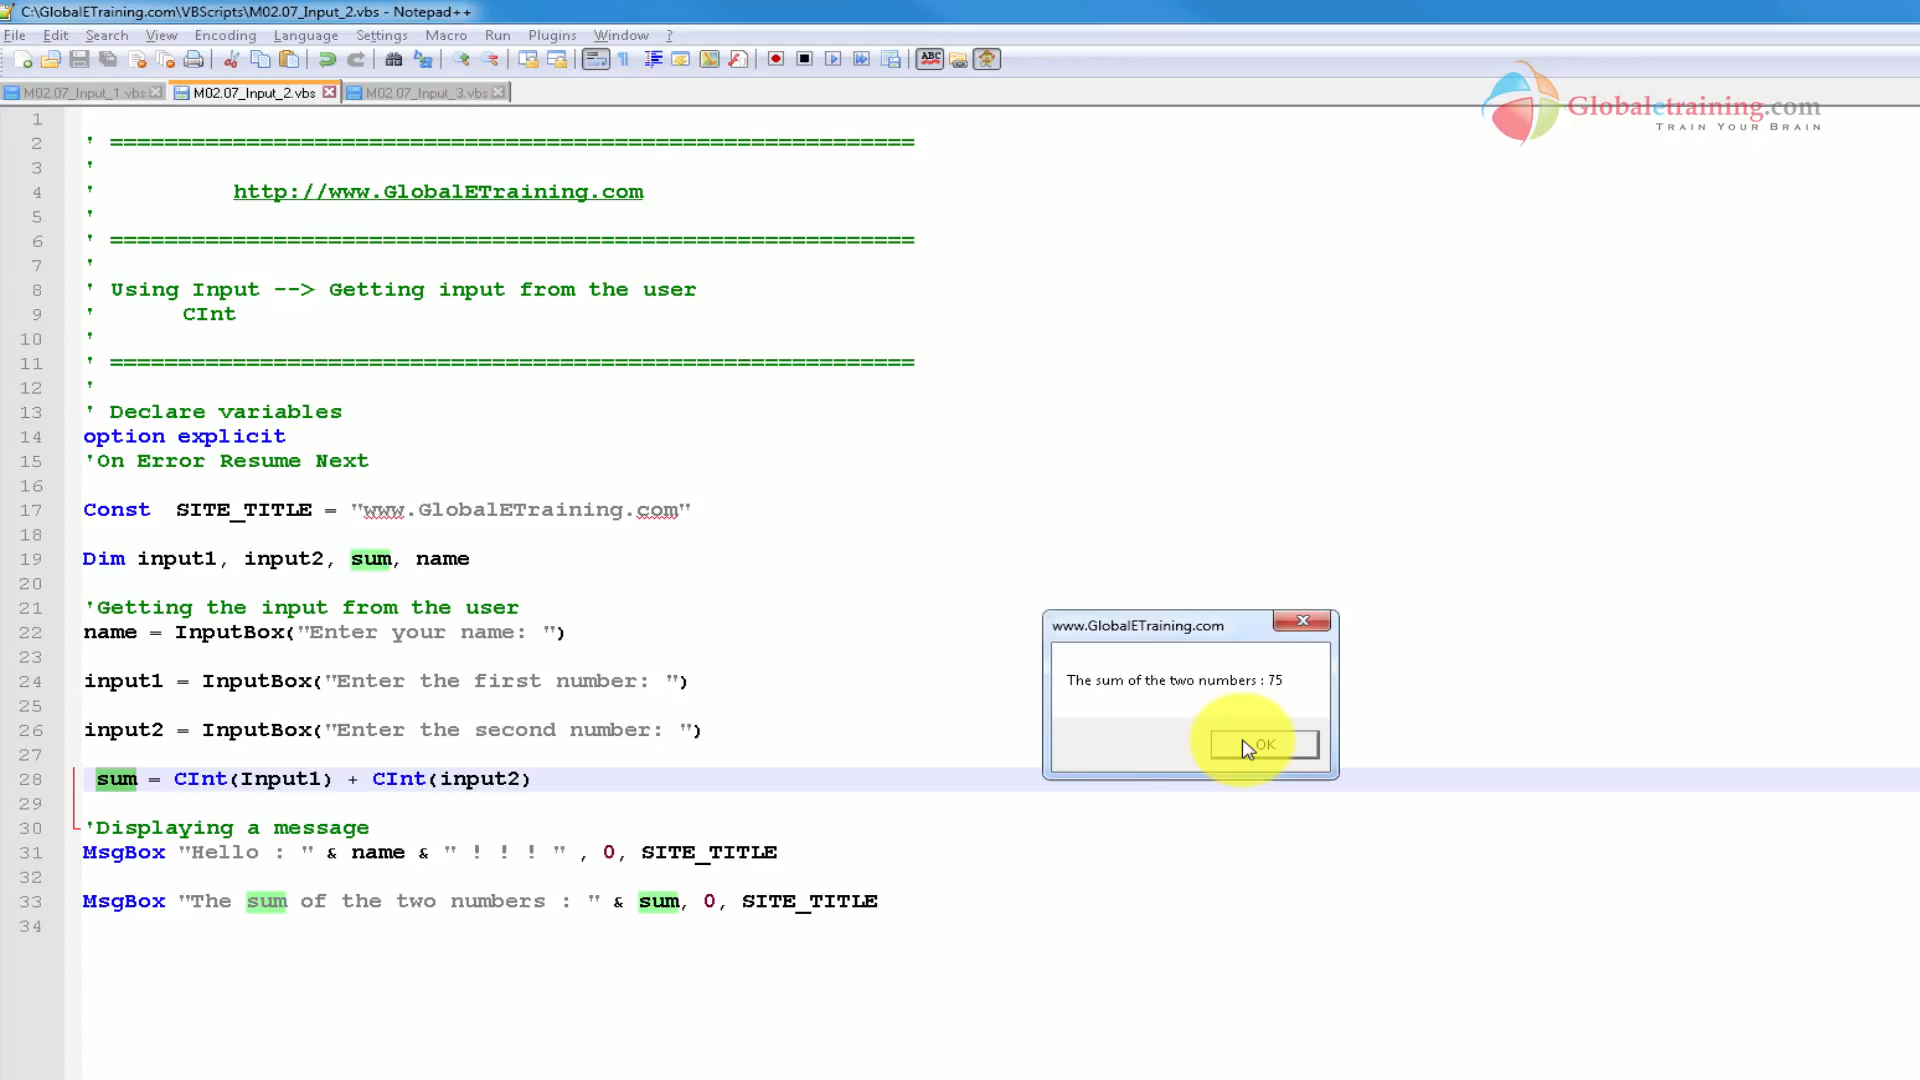 C:\GlobalETraining.com\VBScripts\M02.07_Input_2.vbs - Notepad++
File Edit Search View Encoding Language Settings Macro Run Plugins Window ?
ABC
M02.07_Input_1.vbs M02.07_Input_2.vbs M02.07_Input_3.vbs
Globaletraining.com
TRAIN YOUR BRAIN
1
2 ' ===========================================================
3 '
4 ' http://www.GlobalETraining.com
5 '
6 ' ===========================================================
7 '
8 ' Using Input --> Getting input from the user
9 ' CInt
10 '
11 ' ===========================================================
12 '
13 ' Declare variables
14 option explicit
15 'On Error Resume Next
16
17 Const SITE_TITLE = "www.GlobalETraining.com"
18
19 Dim input1, input2, sum, name
20
21 'Getting the input from the user
22 name = InputBox("Enter your name: ")
23
24 input1 = InputBox("Enter the first number: ")
25
26 input2 = InputBox("Enter the second number: ")
27
28 sum = CInt(Input1) + CInt(input2)
29
30 'Displaying a message
31 MsgBox "Hello : " & name & " ! ! ! " , 0, SITE_TITLE
32
33 MsgBox "The sum of the two numbers : " & sum, 0, SITE_TITLE
34
www.GlobalETraining.com
The sum of the two numbers : 75
OK